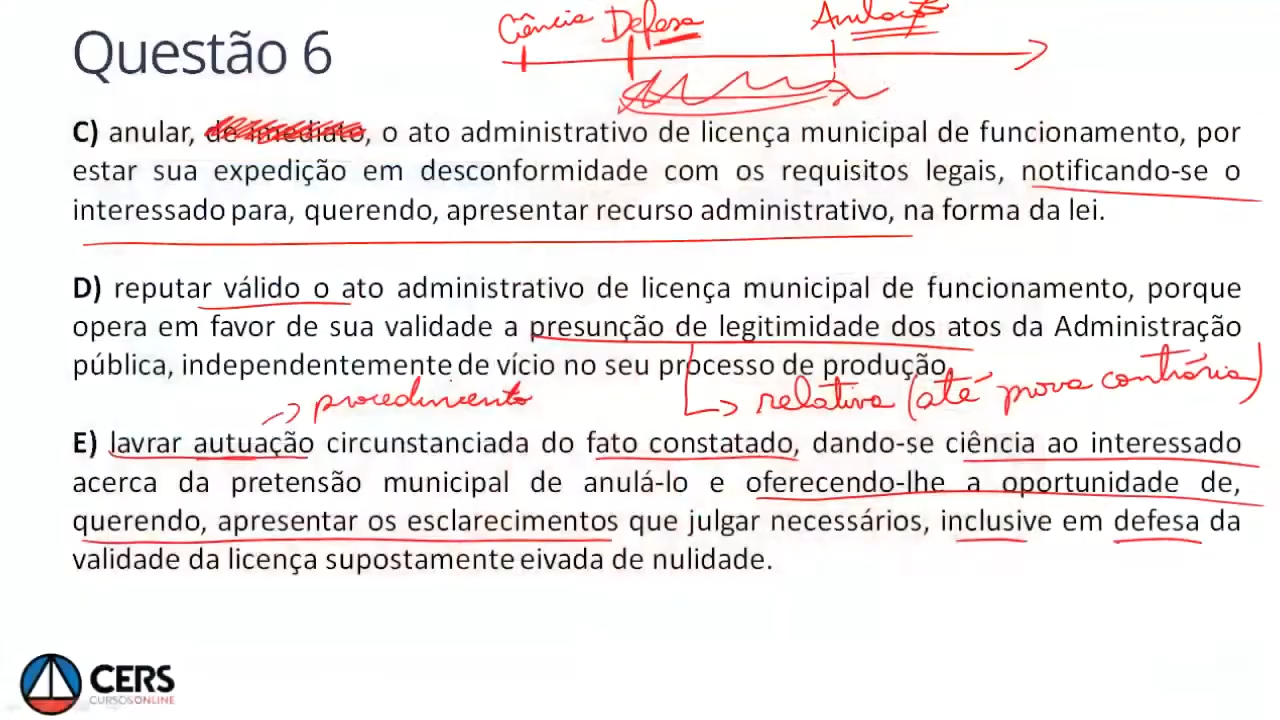 Ciência Defesa Anulação
Questão 6
C) anular, de imediato, o ato administrativo de licença municipal de funcionamento, por
estar sua expedição em desconformidade com os requisitos legais, notificando-se o
interessado para, querendo, apresentar recurso administrativo, na forma da lei.
D) reputar válido o ato administrativo de licença municipal de funcionamento, porque
opera em favor de sua validade a presunção de legitimidade dos atos da Administração
pública, independentemente de vício no seu processo de produção.
relativa (até prova contrária)
procedimento
E) lavrar autuação circunstanciada do fato constatado, dando-se ciência ao interessado
acerca da pretensão municipal de anulá-lo e oferecendo-lhe a oportunidade de,
querendo, apresentar os esclarecimentos que julgar necessários, inclusive em defesa da
validade da licença supostamente eivada de nulidade.
CERS
CURSOS ONLINE